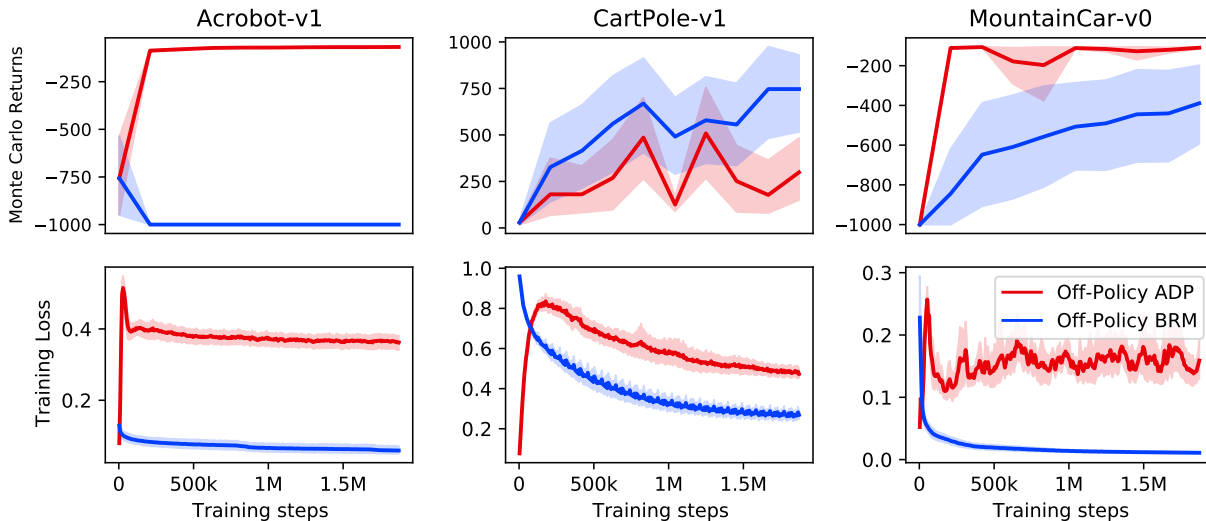 Acrobot-v1
CartPole-v1
MountainCar-v0
Monte Carlo Returns
−250
−500
−750
−1000
1000
750
500
250
0
−200
−400
−600
−800
−1000
Training Loss
0.4
0.2
1.0
0.8
0.6
0.4
0.2
0.3
0.2
0.1
0.0
Off-Policy ADP
Off-Policy BRM
0 500k 1M 1.5M
0 500k 1M 1.5M
0 500k 1M 1.5M
Training steps
Training steps
Training steps